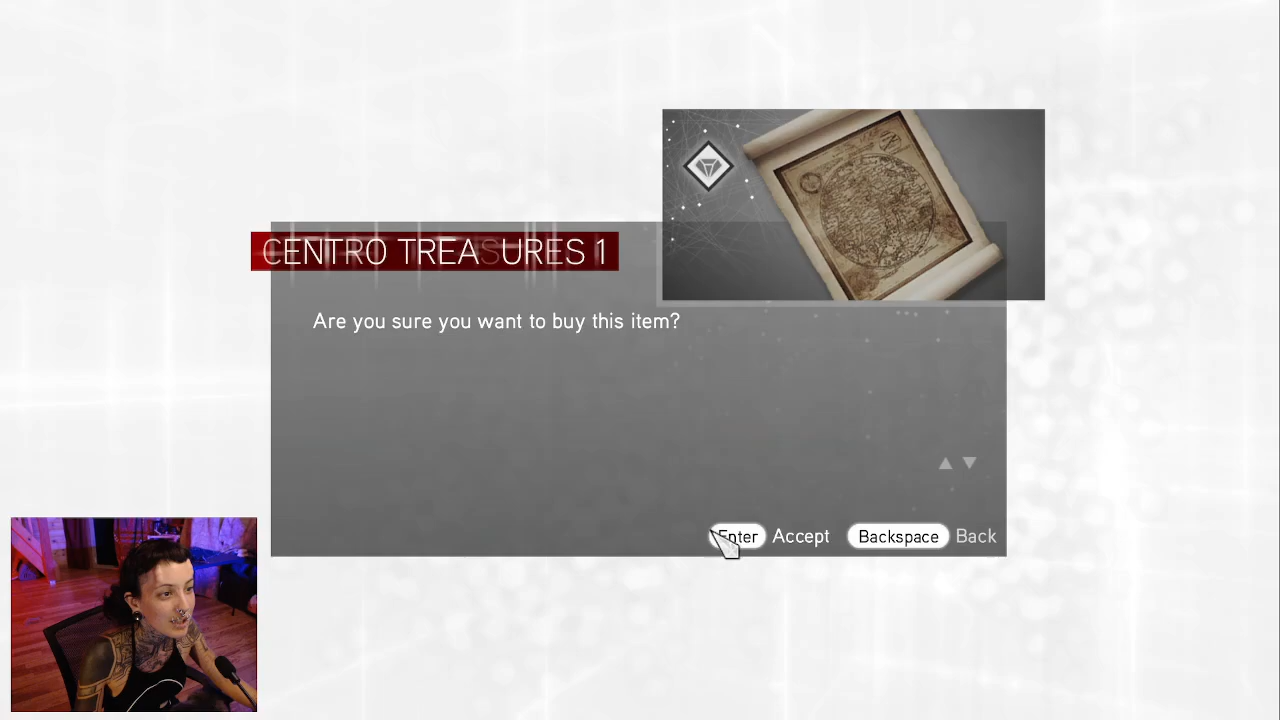 CENTRO TREASURES 1
Are you sure you want to buy this item?
Enter Accept Backspace Back